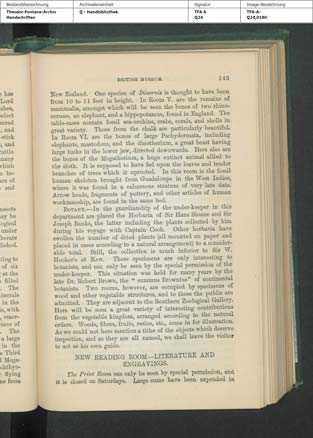 Bestandsbezeichnung
Archivaleinheit
Signatur
Image-Bezeichnung
Theodor-Fontane-Archiv
Handschriften
Q - Handbibliothek
TFA A
Q24
TFA-A-
Q24,0180
BRITISH MUSEUM. 143
New Zealand. One species of Dinornis is thought to have been
from 10 to 11 feet in height. In Room V. are the remains of
mammalia, amongst which will be seen the bones of two rhino-
ceroses, an elephant, and a hippopotamus, found in England. The
table-cases contain fossil sea-urchins, crabs, corals, and shells in
great variety. Those from the chalk are particularly beautiful.
In Room VI. are the bones of large Pachydermata, including
elephants, mastodons, and the dinotherium, a great beast having
large tusks in the lower jaw, directed downwards. Here also are
the bones of the Megatherium, a huge extinct animal allied to
the sloth. It is supposed to have fed upon the leaves and tender
branches of trees which it uprooted. In this room is the fossil
human skeleton brought from Guadaloupe in the West Indies,
where it was found in a calcareous stratum of very late date.
Arrow heads, fragments of pottery, and other articles of human
workmanship, are found in the same bed.
BOTANY.—In the guardianship of the under-keeper in this
department are placed the Herbaria of Sir Hans Sloane and Sir
Joseph Banks, the latter including the plants collected by him
during his voyage with Captain Cook. Other herbaria have
swollen the number of dried plants (all mounted on paper and
placed in cases according to a natural arrangement) to a consider-
able total. Still, the collection is much inferior to Sir W.
Hooker's at Kew. These specimens are only interesting to
botanists, and can only be seen by the special permission of the
under-keeper. This situation was held for many years by the
late Dr. Robert Brown, the " summus Botanicus" of continental
botanists. Two rooms, however, are occupied by specimens of
wood and other vegetable structures, and to these the public are
admitted. They are adjacent to the Southern Zoological Gallery.
Here will be seen a great variety of interesting contributions
from the vegetable kingdom, arranged according to the natural
orders. Woods, fibres, fruits, resins, etc., come in for illustration.
As we could not here mention a tithe of the objects which deserve
inspection, and as they are all named, we shall leave the visitor
to act as his own guide.
NEW READING ROOM—LITERATURE AND
ENGRAVINGS.
The Print Room can only be seen by special permission, and
it is closed on Saturdays. Large sums have been expended in